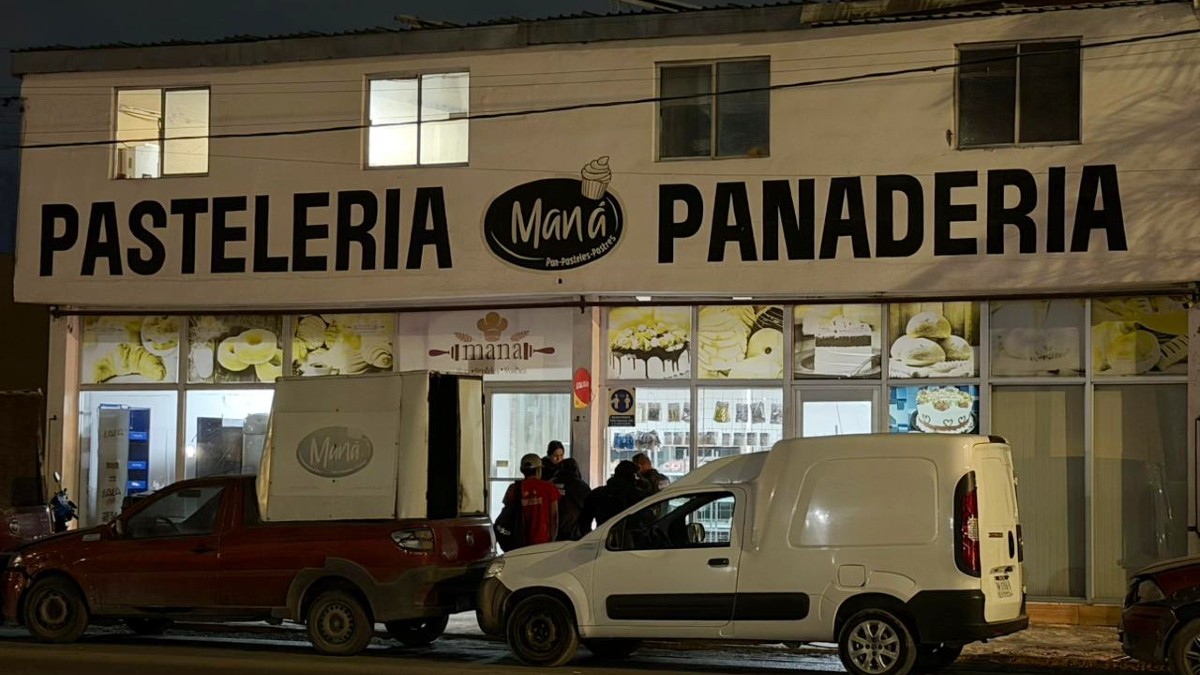 PASTELERIA
Maná
Pan-Pasteles-Postres
PANADERIA
maná
Maná